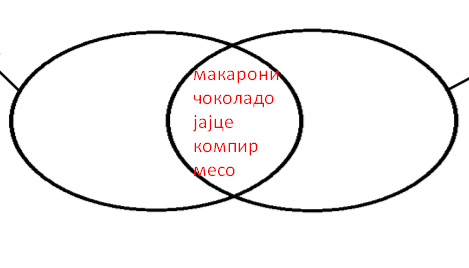 макарони
чоколадо
јајце
компир
месо